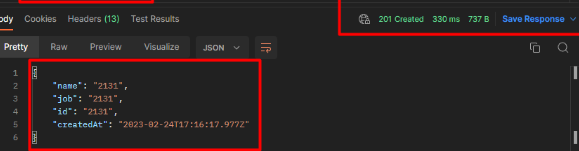 ody Cookies Headers (13) Test Results 201 Created 330 ms 737 B Save Response
Pretty Raw Preview Visualize JSON
1 {
2 "name": "2131",
3 "job": "2131",
4 "id": "2131",
5 "createdAt": "2023-02-24T17:16:17.977Z"
6 }